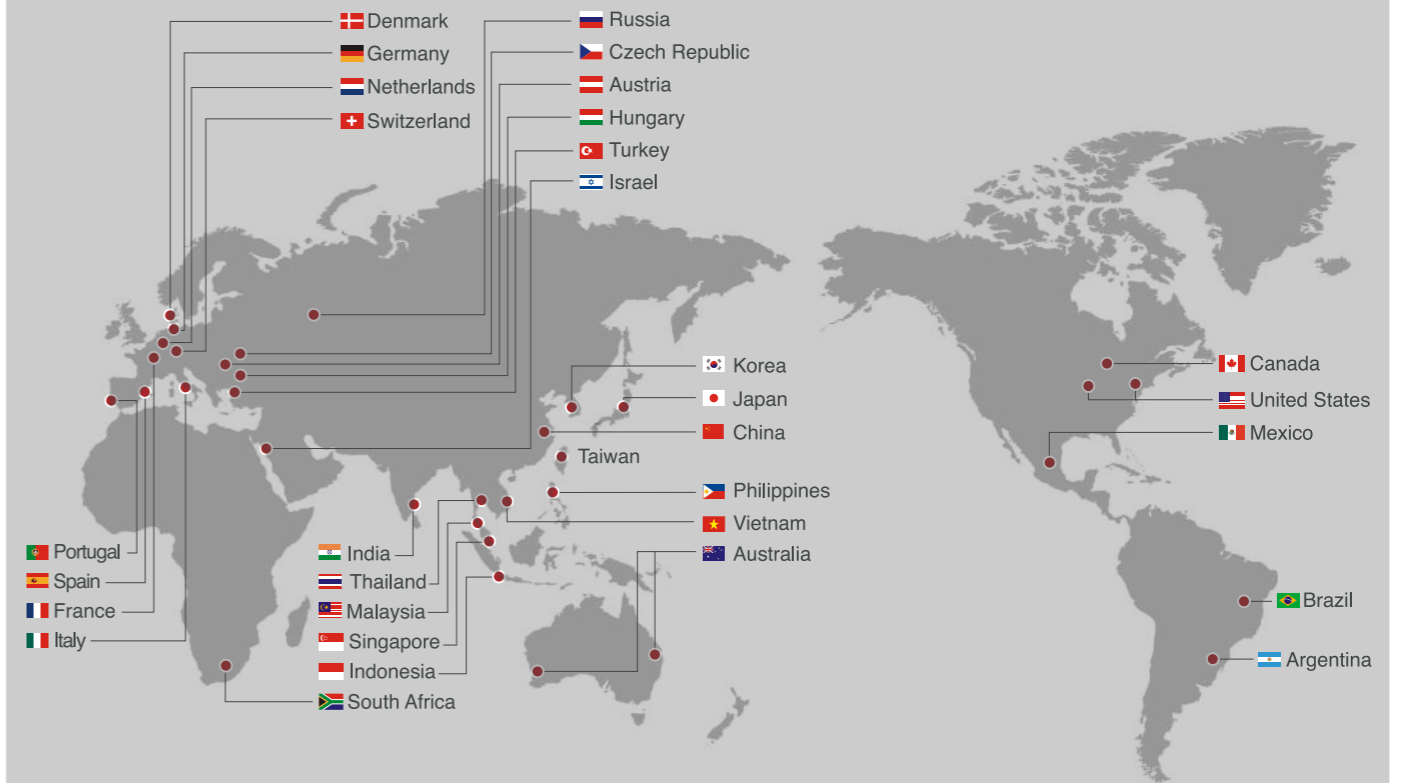 Denmark
Germany
Netherlands
Switzerland
Russia
Czech Republic
Austria
Hungary
Turkey
Israel
Korea
Japan
China
Taiwan
Philippines
Vietnam
Australia
Canada
United States
Mexico
Portugal
Spain
France
Italy
India
Thailand
Malaysia
Singapore
Indonesia
South Africa
Brazil
Argentina